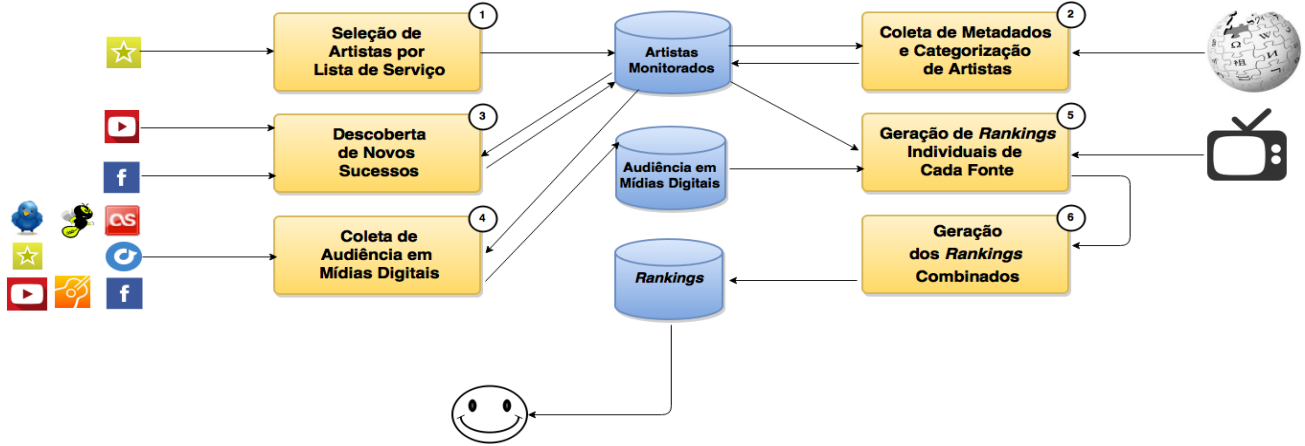 1
Seleção de
Artistas por
Lista de Serviço
Artistas
Monitorados
2
Coleta de Metadados
e Categorização
de Artistas
Ω
W
И
3
Descoberta
de Novos
Sucessos
f
Audiência em
Mídias Digitais
5
Geração de Rankings
Individuais de
Cada Fonte
4
Coleta de
Audiência em
Mídias Digitais
as
f
Rankings
6
Geração
dos Rankings
Combinados